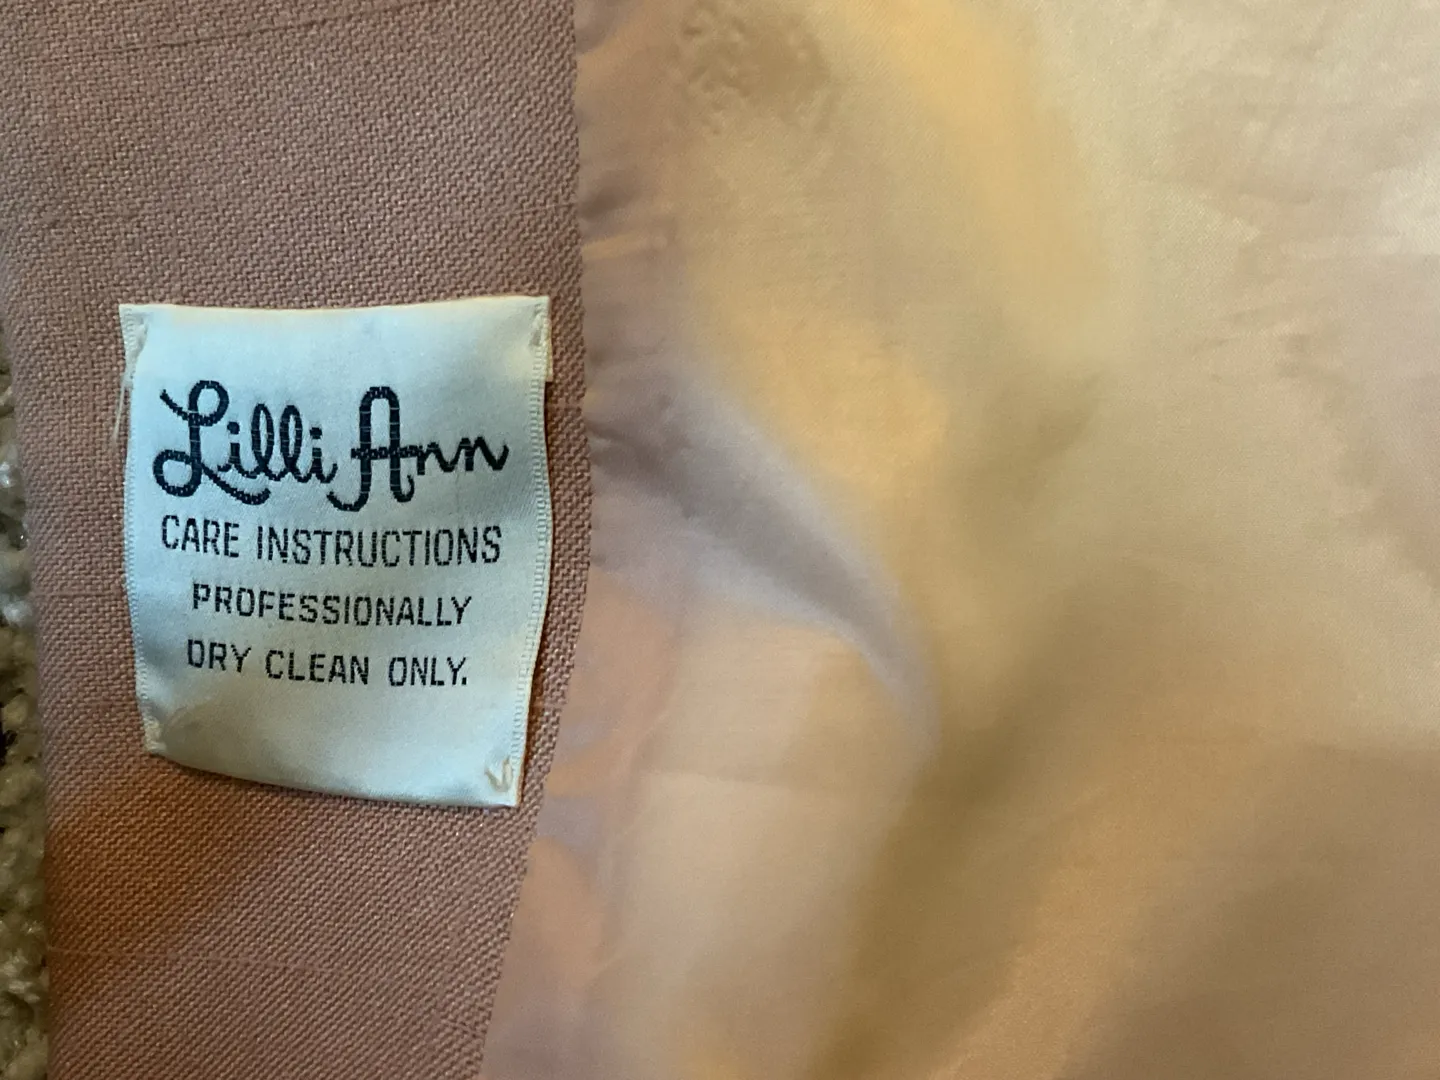 Lilli Ann
CARE INSTRUCTIONS
PROFESSIONALLY
DRY CLEAN ONLY.